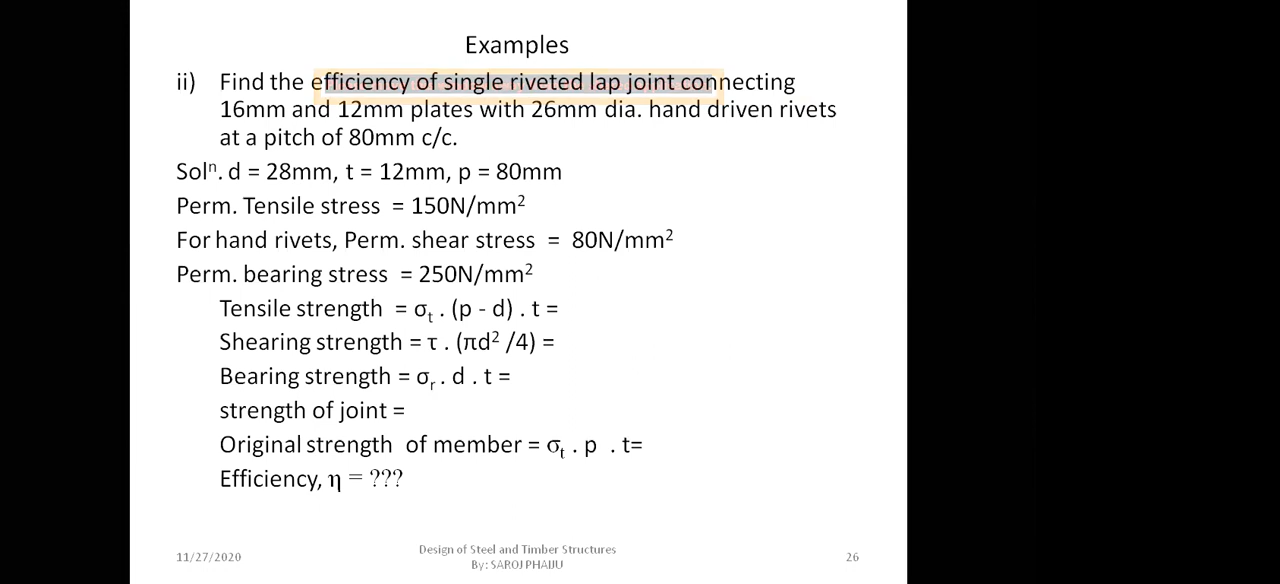 Examples
ii) Find the efficiency of single riveted lap joint connecting
16mm and 12mm plates with 26mm dia. hand driven rivets
at a pitch of 80mm c/c.
Solⁿ. d = 28mm, t = 12mm, p = 80mm
Perm. Tensile stress = 150N/mm²
For hand rivets, Perm. shear stress = 80N/mm²
Perm. bearing stress = 250N/mm²
Tensile strength = σₜ . (p - d) . t =
Shearing strength = τ . (πd² /4) =
Bearing strength = σᵣ . d . t =
strength of joint =
Original strength of member = σₜ . p . t=
Efficiency, η = ???
11/27/2020
Design of Steel and Timber Structures
By: SAROJ PHAIJU
26